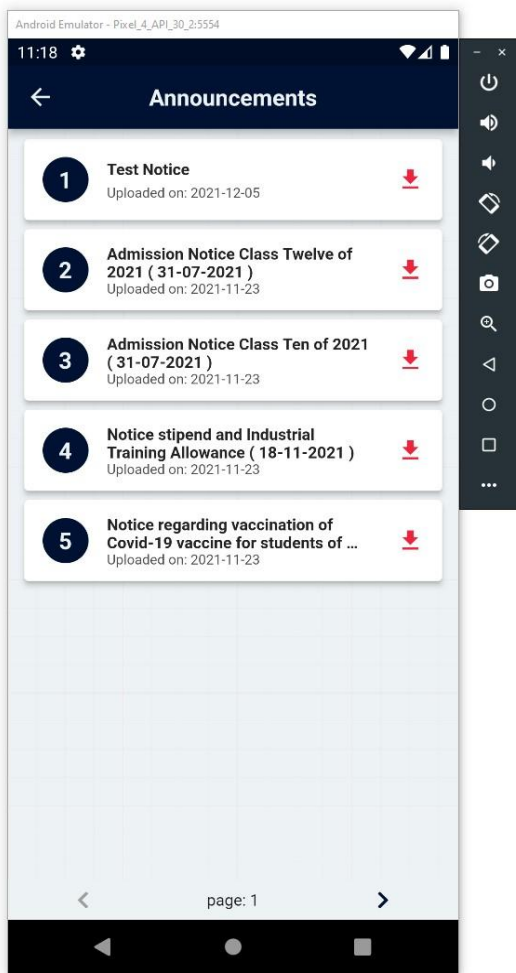 Android Emulator - Pixel_4_API_30_2:5554
11:18
Announcements
1
Test Notice
Uploaded on: 2021-12-05
2
Admission Notice Class Twelve of
2021 ( 31-07-2021 )
Uploaded on: 2021-11-23
3
Admission Notice Class Ten of 2021
( 31-07-2021 )
Uploaded on: 2021-11-23
4
Notice stipend and Industrial
Training Allowance ( 18-11-2021 )
Uploaded on: 2021-11-23
5
Notice regarding vaccination of
Covid-19 vaccine for students of ...
Uploaded on: 2021-11-23
page: 1